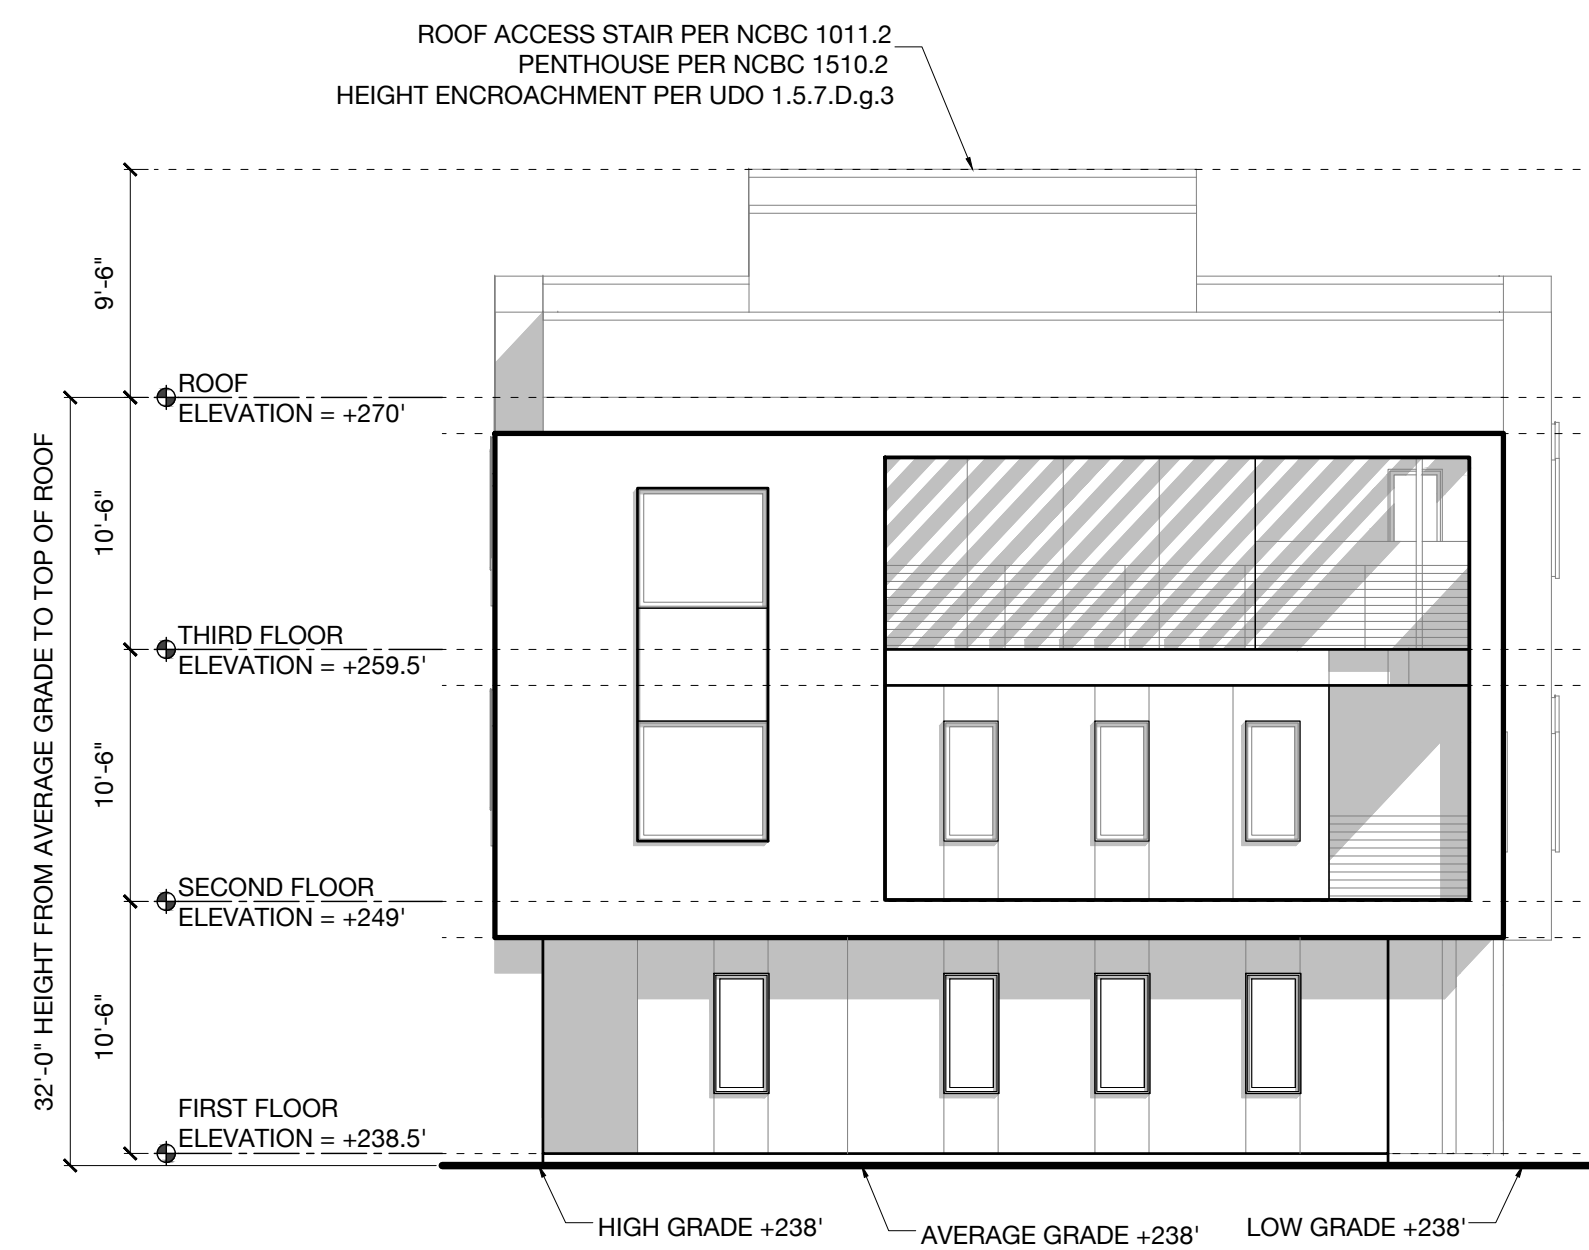 ROOF ACCESS STAIR PER NCBC 1011.2
PENTHOUSE PER NCBC 1510.2
HEIGHT ENCROACHMENT PER UDO 1.5.7.D.g.3
9'-6"
ROOF
ELEVATION = +270'
10'-6"
THIRD FLOOR
ELEVATION = +259.5'
10'-6"
SECOND FLOOR
ELEVATION = +249'
10'-6"
FIRST FLOOR
ELEVATION = +238.5'
32'-0" HEIGHT FROM AVERAGE GRADE TO TOP OF ROOF
HIGH GRADE +238'
AVERAGE GRADE +238'
LOW GRADE +238'